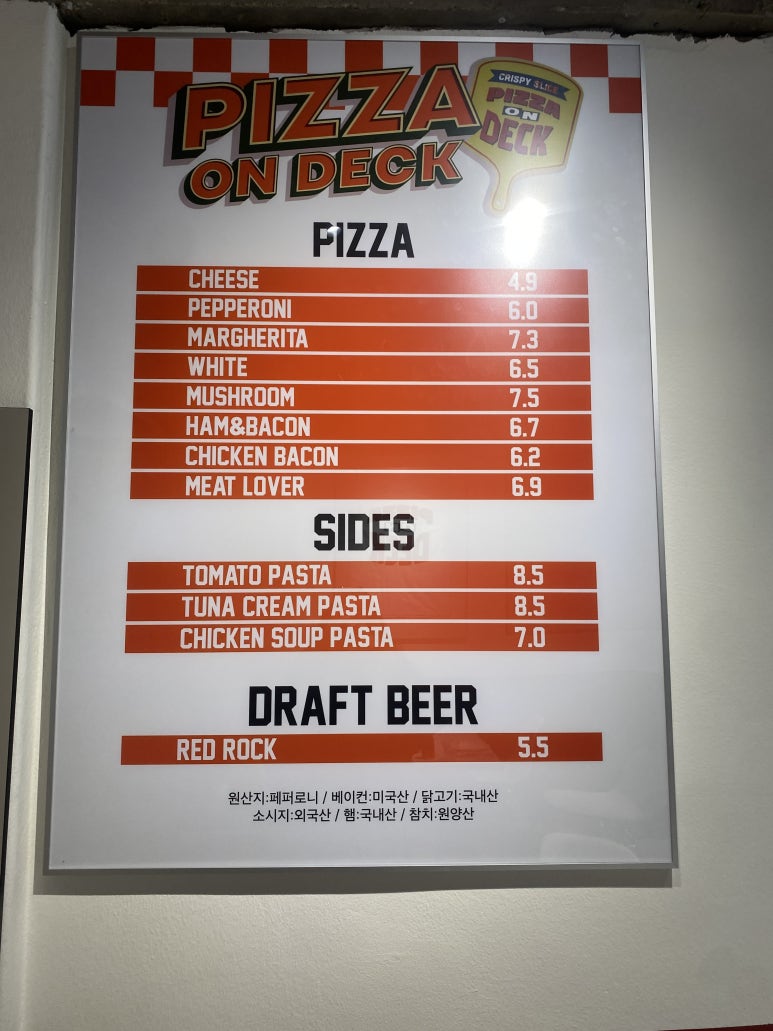 PIZZA
ON DECK
CRISPY SLICE
PIZZA
ON
DECK
PIZZA
CHEESE 4.9
PEPPERONI 6.0
MARGHERITA 7.3
WHITE 6.5
MUSHROOM 7.5
HAM&BACON 6.7
CHICKEN BACON 6.2
MEAT LOVER 6.9
SIDES
TOMATO PASTA 8.5
TUNA CREAM PASTA 8.5
CHICKEN SOUP PASTA 7.0
DRAFT BEER
RED ROCK 5.5
원산지:페퍼로니 / 베이컨:미국산 / 닭고기:국내산
소시지:외국산 / 햄:국내산 / 참치:원양산